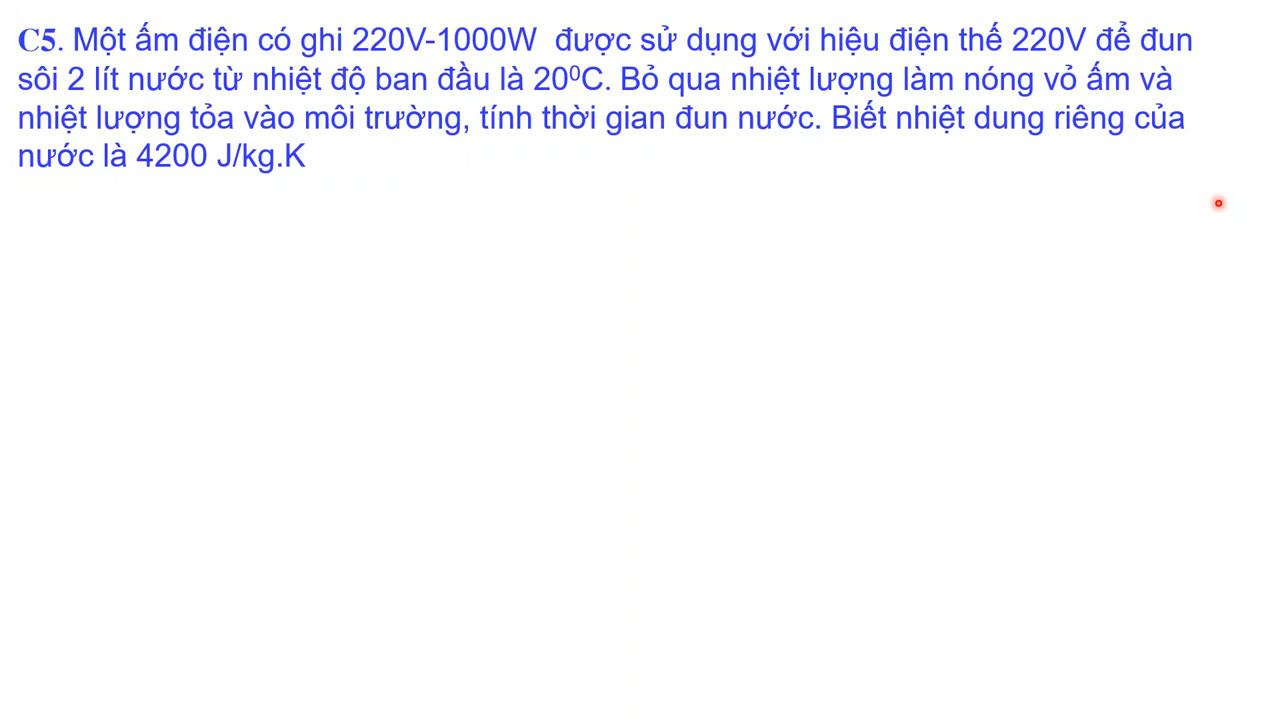 C5. Một ấm điện có ghi 220V-1000W được sử dụng với hiệu điện thế 220V để đun
sôi 2 lít nước từ nhiệt độ ban đầu là 20⁰C. Bỏ qua nhiệt lượng làm nóng vỏ ấm và
nhiệt lượng tỏa vào môi trường, tính thời gian đun nước. Biết nhiệt dung riêng của
nước là 4200 J/kg.K